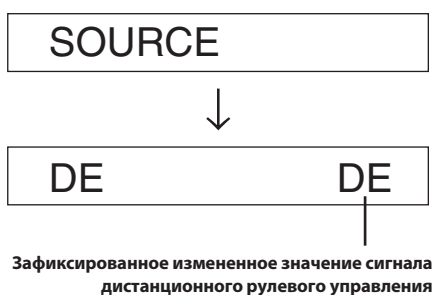 SOURCE
↓
DE DE
Зафиксированное измененное значение сигнала
дистанционного рулевого управления